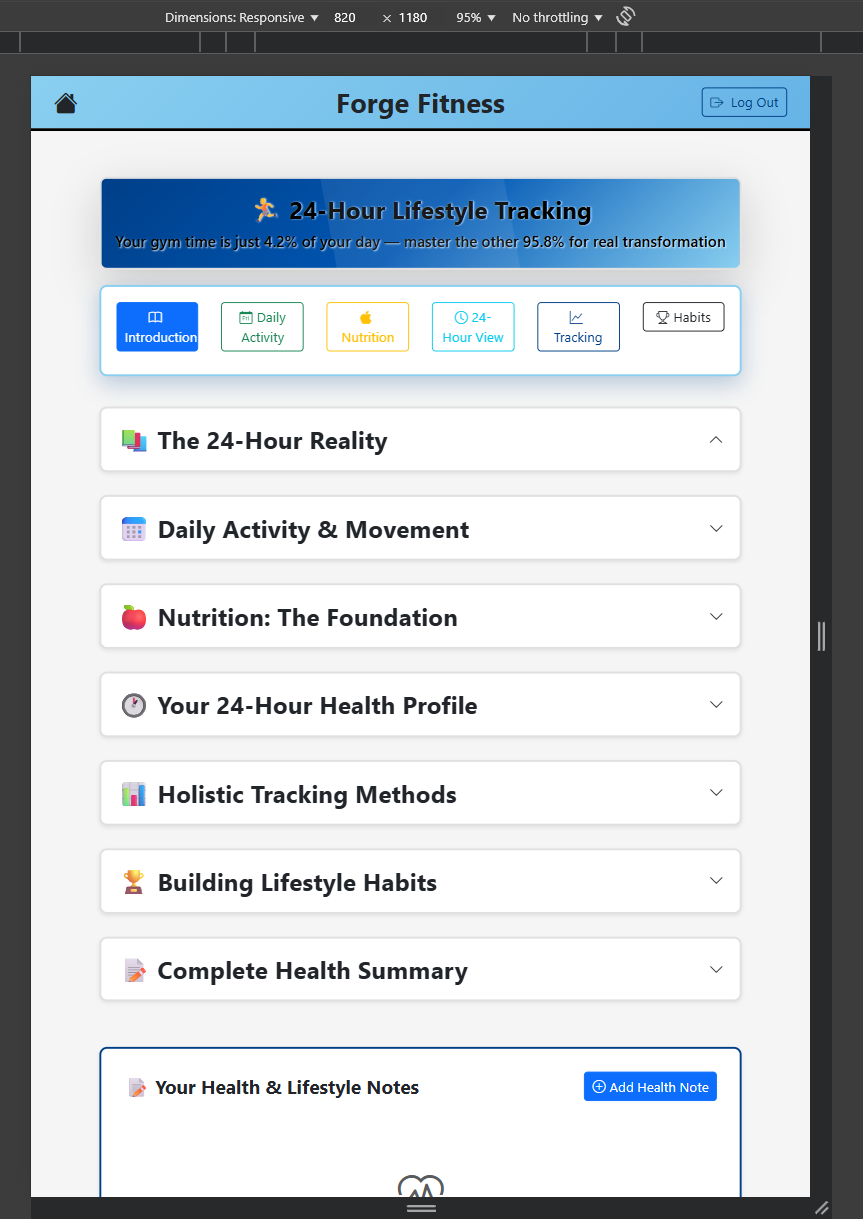 Dimensions: Responsive ▼ 820 × 1180 95% ▼ No throttling ▼
Forge Fitness
Log Out
24-Hour Lifestyle Tracking
Your gym time is just 4.2% of your day — master the other 95.8% for real transformation
Introduction
Daily
Activity
Nutrition
24-
Hour View
Tracking
Habits
The 24-Hour Reality
Daily Activity & Movement
Nutrition: The Foundation
Your 24-Hour Health Profile
Holistic Tracking Methods
Building Lifestyle Habits
Complete Health Summary
Your Health & Lifestyle Notes
Add Health Note